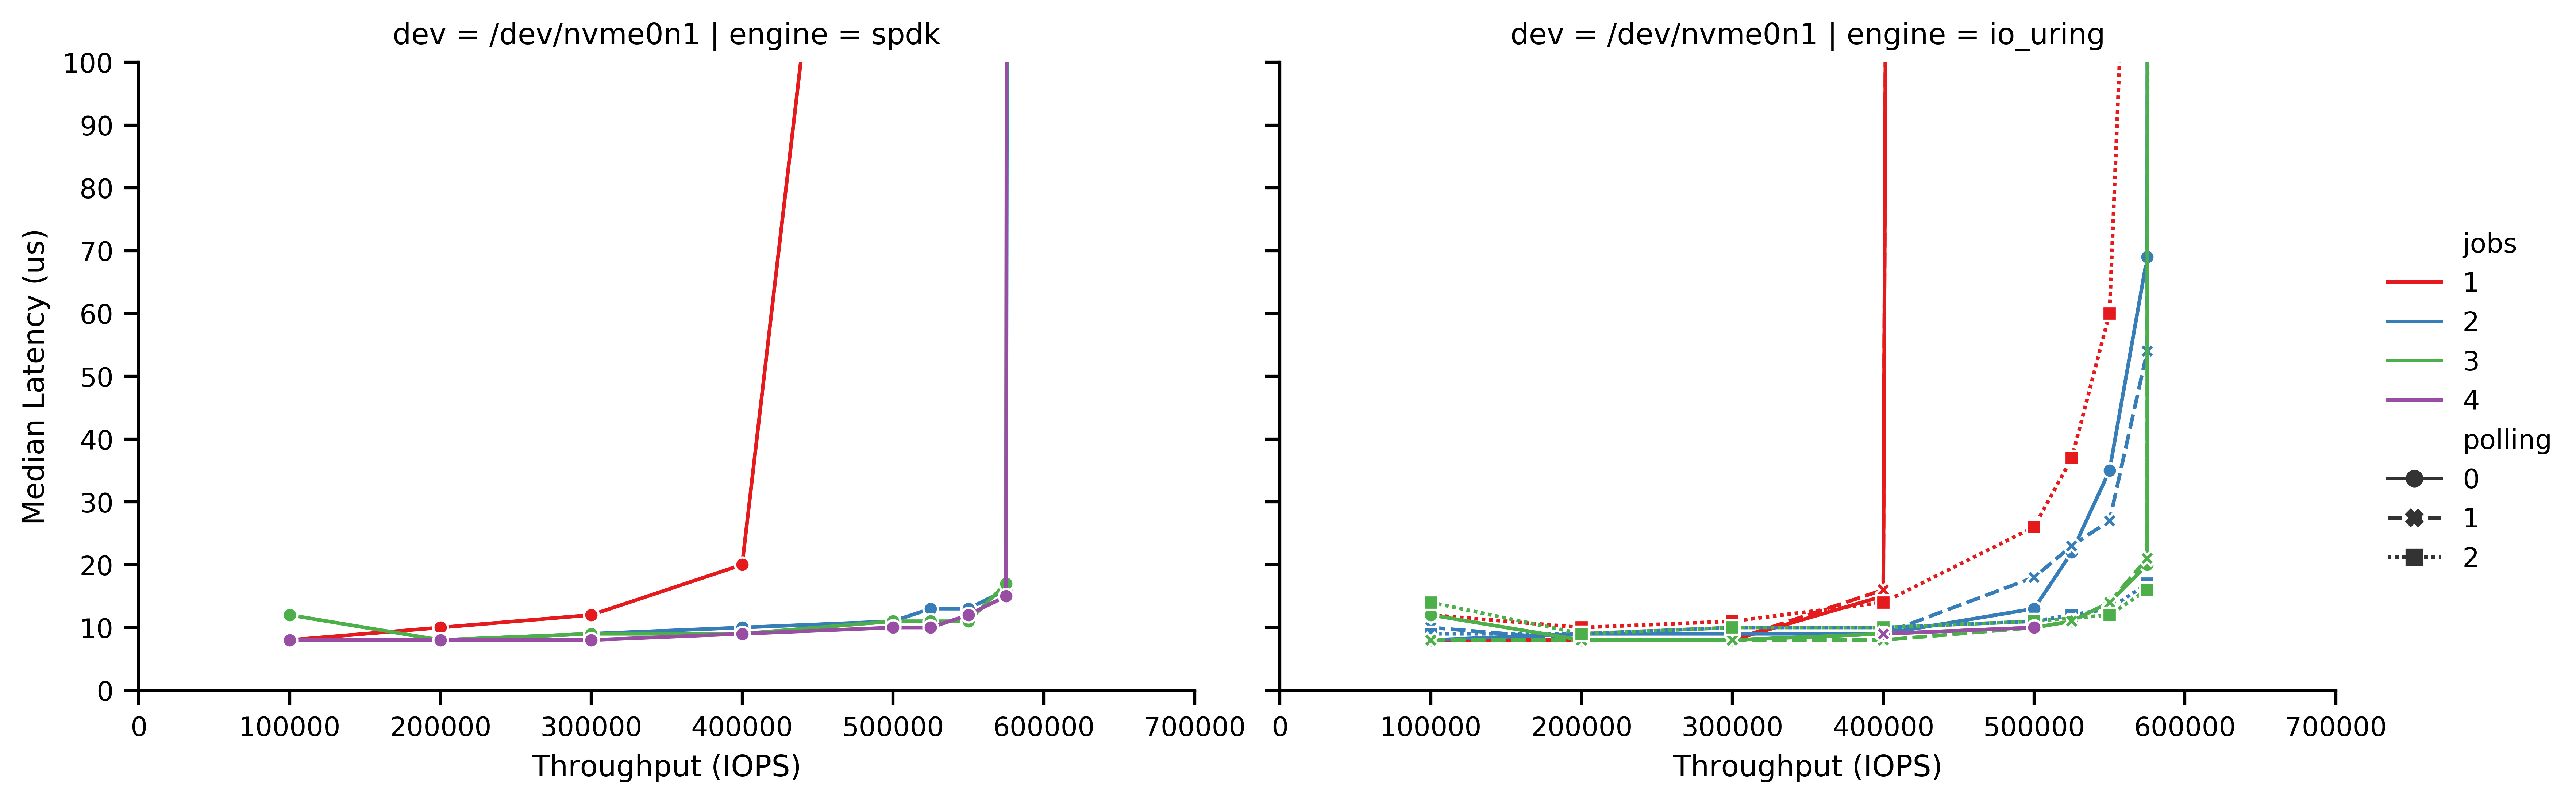 dev = /dev/nvme0n1 | engine = spdk
dev = /dev/nvme0n1 | engine = io_uring
Median Latency (us)
100
90
80
70
60
50
40
30
20
10
0
0 100000 200000 300000 400000 500000 600000 700000
Throughput (IOPS)
0 100000 200000 300000 400000 500000 600000 700000
Throughput (IOPS)
jobs
1
2
3
4
polling
0
1
2